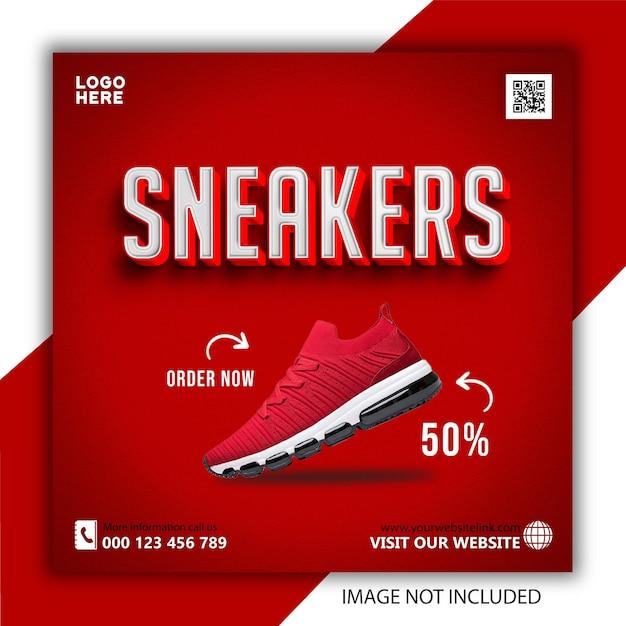 LOGO
HERE
SNEAKERS
ORDER NOW
50%
More information call us
000 123 456 789
www.yourwebsitelink.com
VISIT OUR WEBSITE
IMAGE NOT INCLUDED